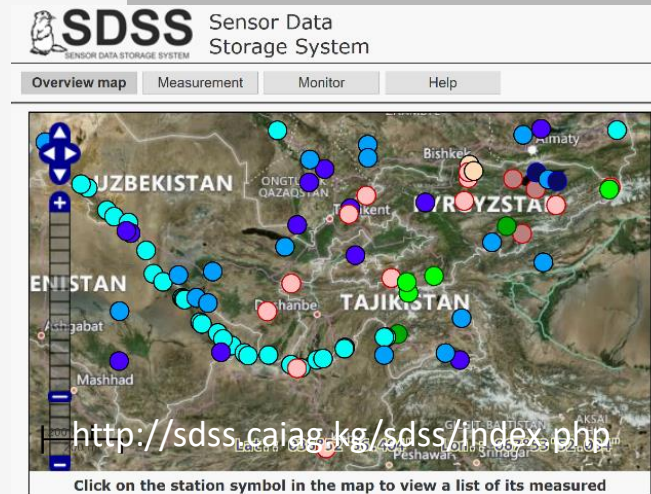 SDSS
SENSOR DATA STORAGE SYSTEM
Sensor Data
Storage System
Overview map Measurement Monitor Help
Almaty
Bishkek
UZBEKISTAN
KYRGYZSTAN
ENISTAN
TAJIKISTAN
Ashgabat
Mashhad
http://sdss.caiag.kg/sdss/index.php
Peshawar Srinagar
Click on the station symbol in the map to view a list of its measured